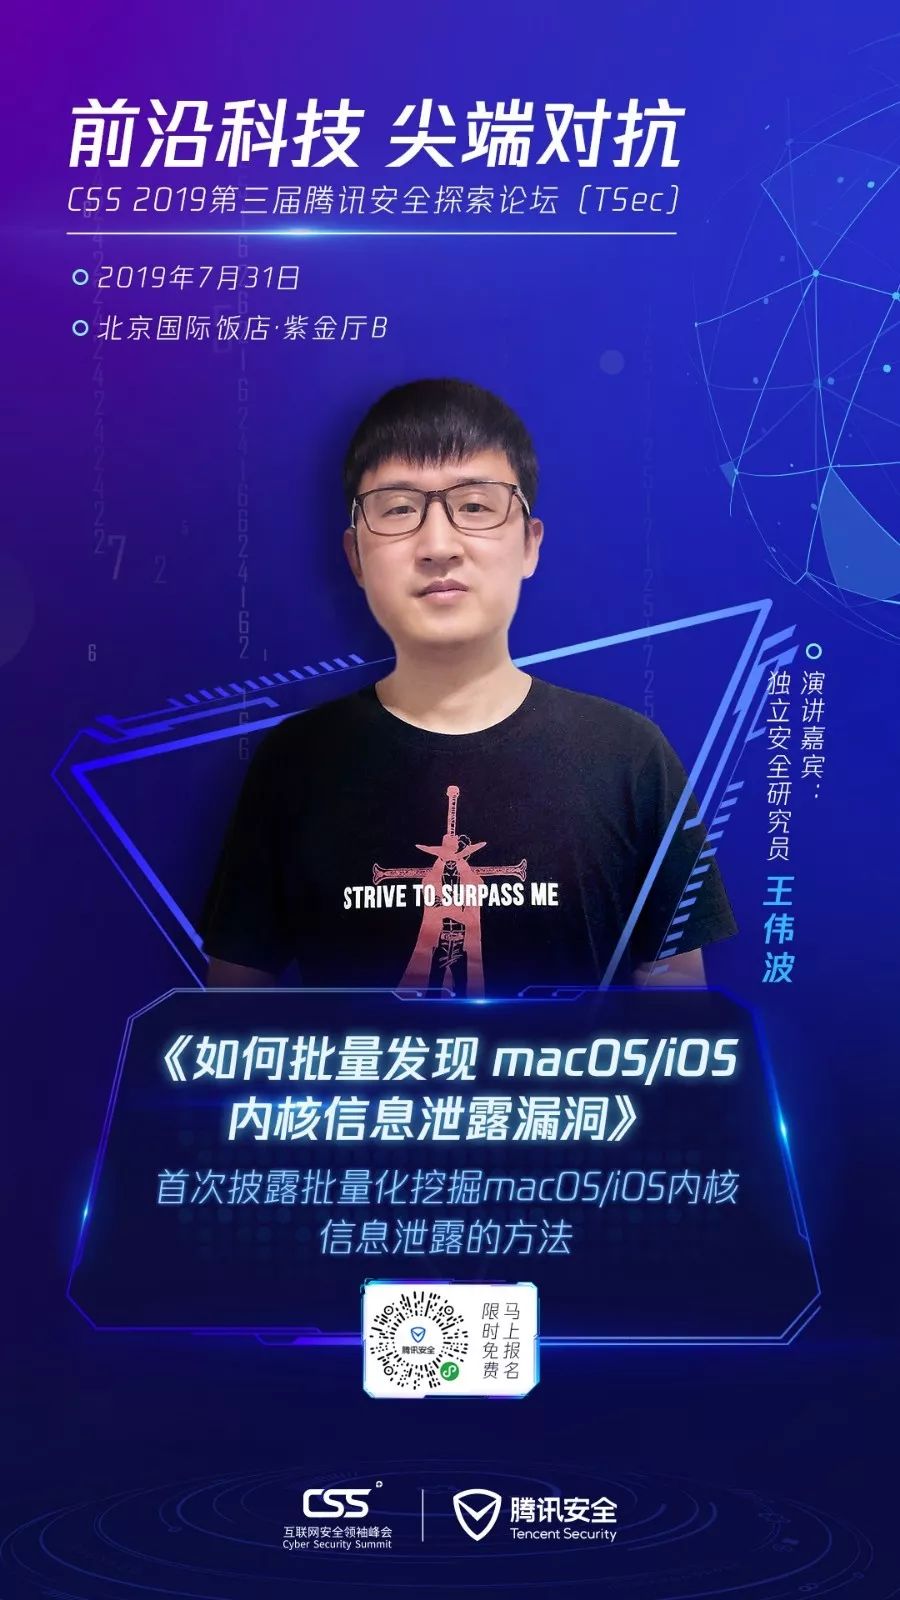 前沿科技 尖端对抗
CSS 2019第三届腾讯安全探索论坛（TSec）
2019年7月31日
北京国际饭店·紫金厅B
演讲嘉宾：
独立安全研究员 王伟波
STRIVE TO SURPASS ME
《如何批量发现 macOS/iOS
内核信息泄露漏洞》
首次披露批量化挖掘macOS/iOS内核
信息泄露的方法
腾讯安全
马上报名
限时免费
CSS
互联网安全领袖峰会
Cyber Security Summit
腾讯安全
Tencent Security